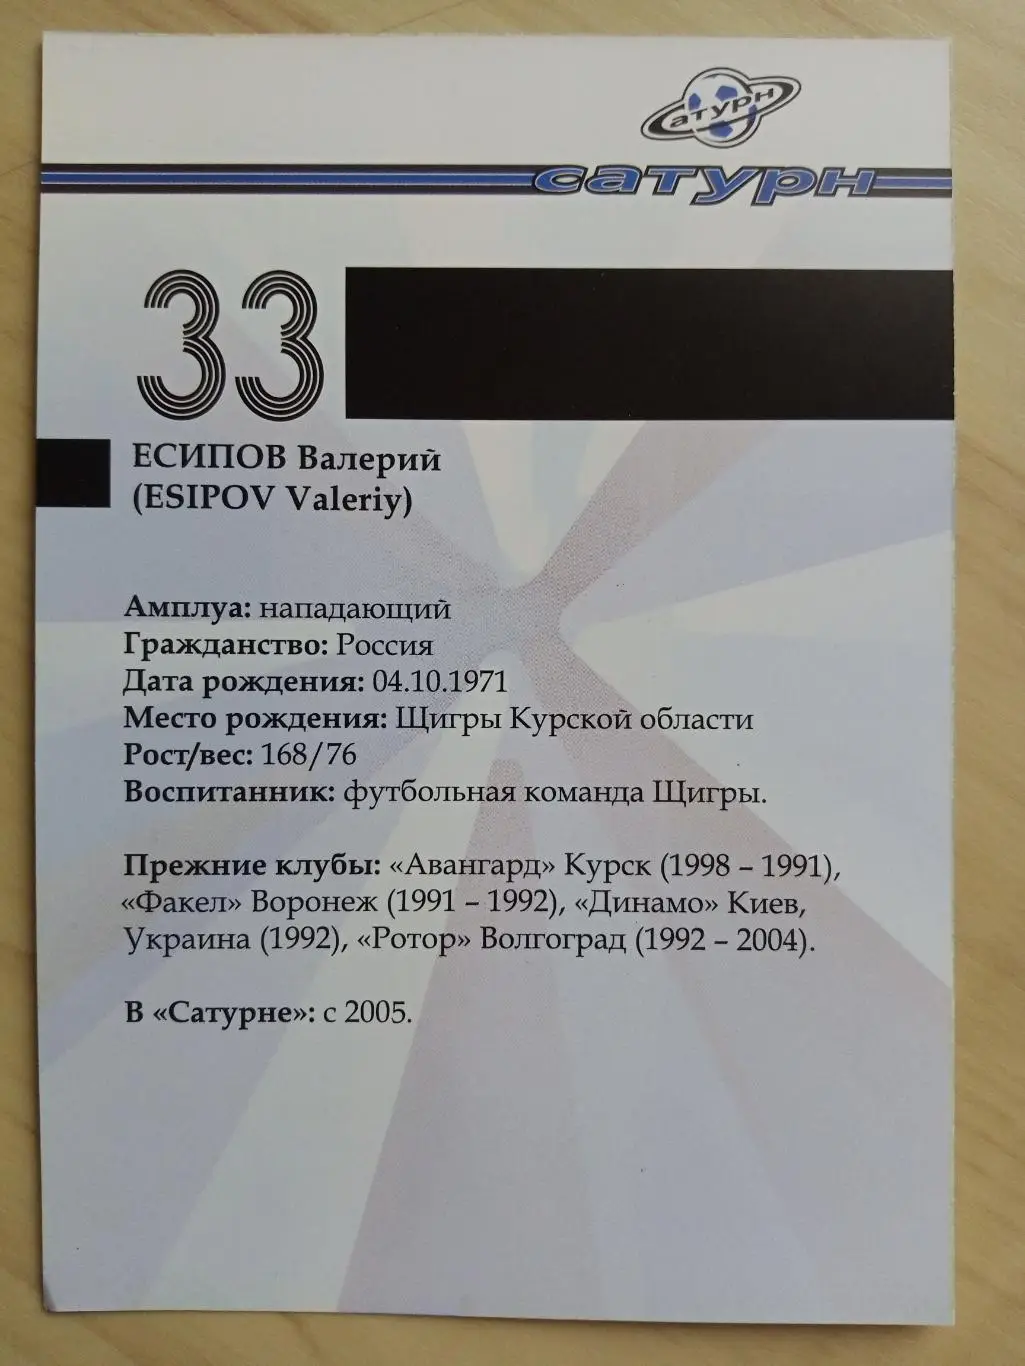 Сатурн
сатурн
33
ЕСИПОВ Валерий
(ESIPOV Valeriy)
Амплуа: нападающий
Гражданство: Россия
Дата рождения: 04.10.1971
Место рождения: Щигры Курской области
Рост/вес: 168/76
Воспитанник: футбольная команда Щигры.
Прежние клубы: «Авангард» Курск (1998 – 1991),
«Факел» Воронеж (1991 – 1992), «Динамо» Киев,
Украина (1992), «Ротор» Волгоград (1992 – 2004).
В «Сатурне»: с 2005.